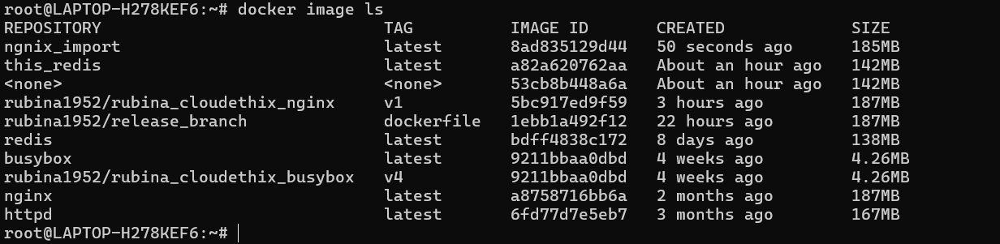 root@LAPTOP-H278KEF6:~# docker image ls
REPOSITORY TAG IMAGE ID CREATED SIZE
ngnix_import latest 8ad835129d44 50 seconds ago 185MB
this_redis latest a82a620762aa About an hour ago 142MB
<none> <none> 53cb8b448a6a About an hour ago 142MB
rubina1952/rubina_cloudethix_nginx v1 5bc917ed9f59 3 hours ago 187MB
rubina1952/release_branch dockerfile 1ebb1a492f12 22 hours ago 187MB
redis latest bdff4838c172 8 days ago 138MB
busybox latest 9211bbaa0dbd 4 weeks ago 4.26MB
rubina1952/rubina_cloudethix_busybox v4 9211bbaa0dbd 4 weeks ago 4.26MB
nginx latest a8758716bb6a 2 months ago 187MB
httpd latest 6fd77d7e5eb7 3 months ago 167MB
root@LAPTOP-H278KEF6:~#